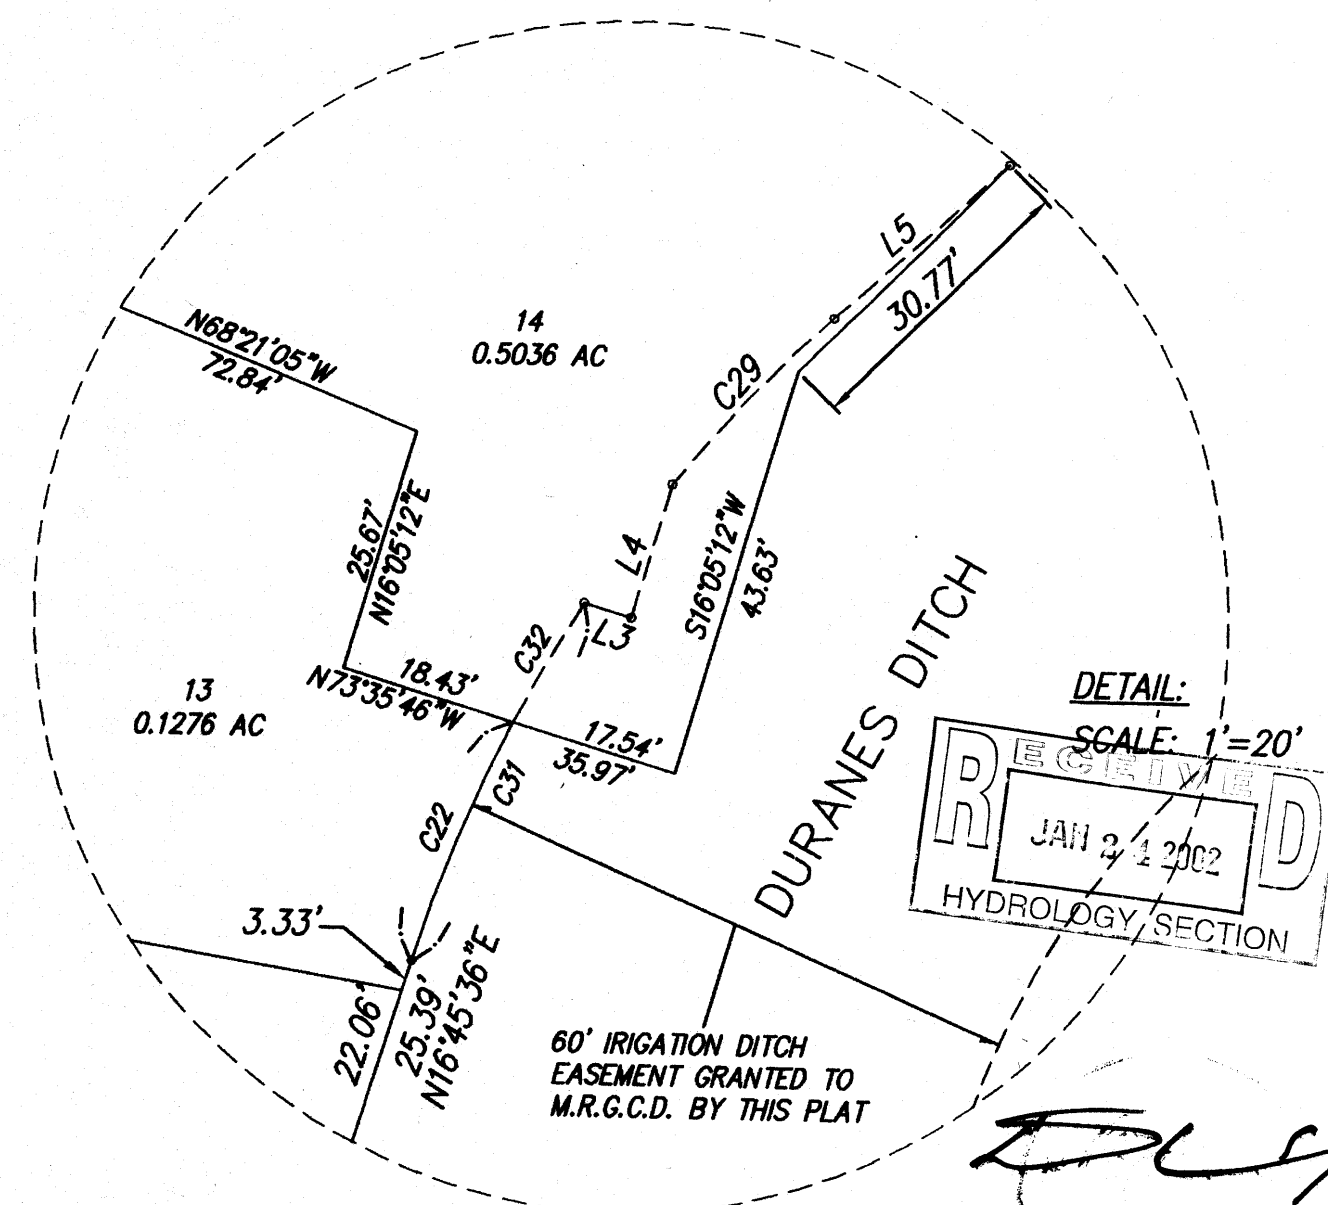 L5
30.77'
N68°21'05"W
72.84'
14
0.5036 AC
C29
25.67'
N16°05'12"E
L4
S16°05'12"W
43.63'
L3
C32
18.43'
N73°35'46"W
17.54'
35.97'
13
0.1276 AC
C31
C22
DURANES DITCH
DETAIL:
SCALE: 1'=20'
RECEIVED
JAN 24 2002
HYDROLOGY SECTION
3.33'
22.06'
25.39'
N16°45'36"E
60' IRIGATION DITCH
EASEMENT GRANTED TO
M.R.G.C.D. BY THIS PLAT